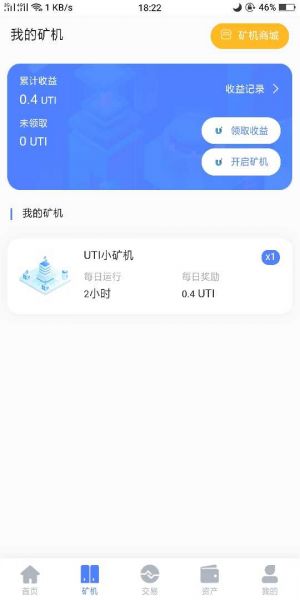 1 KB/s 18:22 46%
我的矿机
矿机商城
累计收益
0.4 UTI
收益记录
未领取
0 UTI
领取收益
开启矿机
我的矿机
UTI小矿机
x1
每日运行 每日奖励
2小时 0.4 UTI
首页 矿机 交易 资产 我的